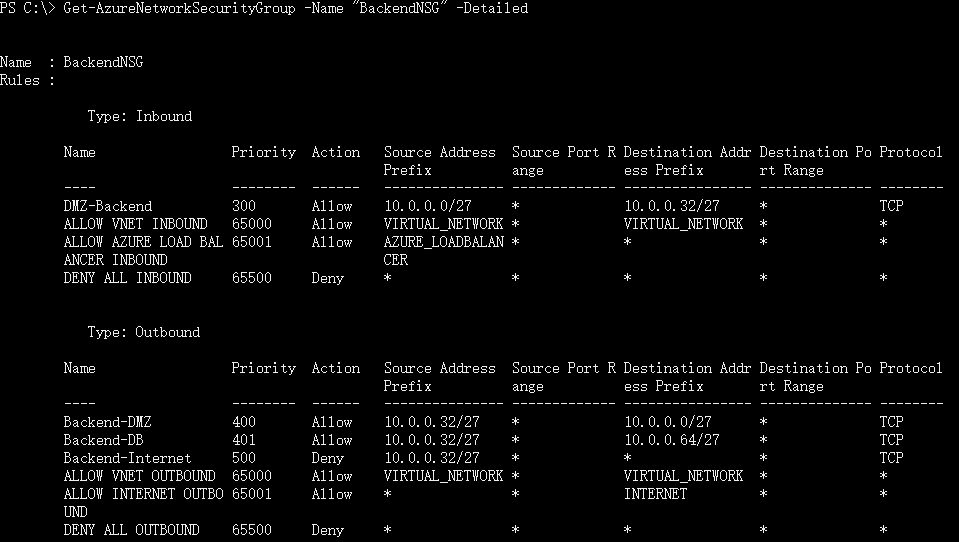 PS C:\> Get-AzureNetworkSecurityGroup -Name "BackendNSG" -Detailed
Name  : BackendNSG
Rules :
Type: Inbound
Name Priority Action Source Address Source Port R Destination Addr Destination Po Protocol
Prefix ange ess Prefix rt Range
---- -------- ------ --------------- ------------- ---------------- -------------- --------
DMZ-Backend 300 Allow 10.0.0.0/27 * 10.0.0.32/27 * TCP
ALLOW VNET INBOUND 65000 Allow VIRTUAL_NETWORK * VIRTUAL_NETWORK * *
ALLOW AZURE LOAD BAL 65001 Allow AZURE_LOADBALAN * * * *
ANCER INBOUND CER
DENY ALL INBOUND 65500 Deny * * * * *
Type: Outbound
Name Priority Action Source Address Source Port R Destination Addr Destination Po Protocol
Prefix ange ess Prefix rt Range
---- -------- ------ --------------- ------------- ---------------- -------------- --------
Backend-DMZ 400 Allow 10.0.0.32/27 * 10.0.0.0/27 * TCP
Backend-DB 401 Allow 10.0.0.32/27 * 10.0.0.64/27 * TCP
Backend-Internet 500 Deny 10.0.0.32/27 * * * TCP
ALLOW VNET OUTBOUND 65000 Allow VIRTUAL_NETWORK * VIRTUAL_NETWORK * *
ALLOW INTERNET OUTBO 65001 Allow * * INTERNET * *
UND
DENY ALL OUTBOUND 65500 Deny * * * * *